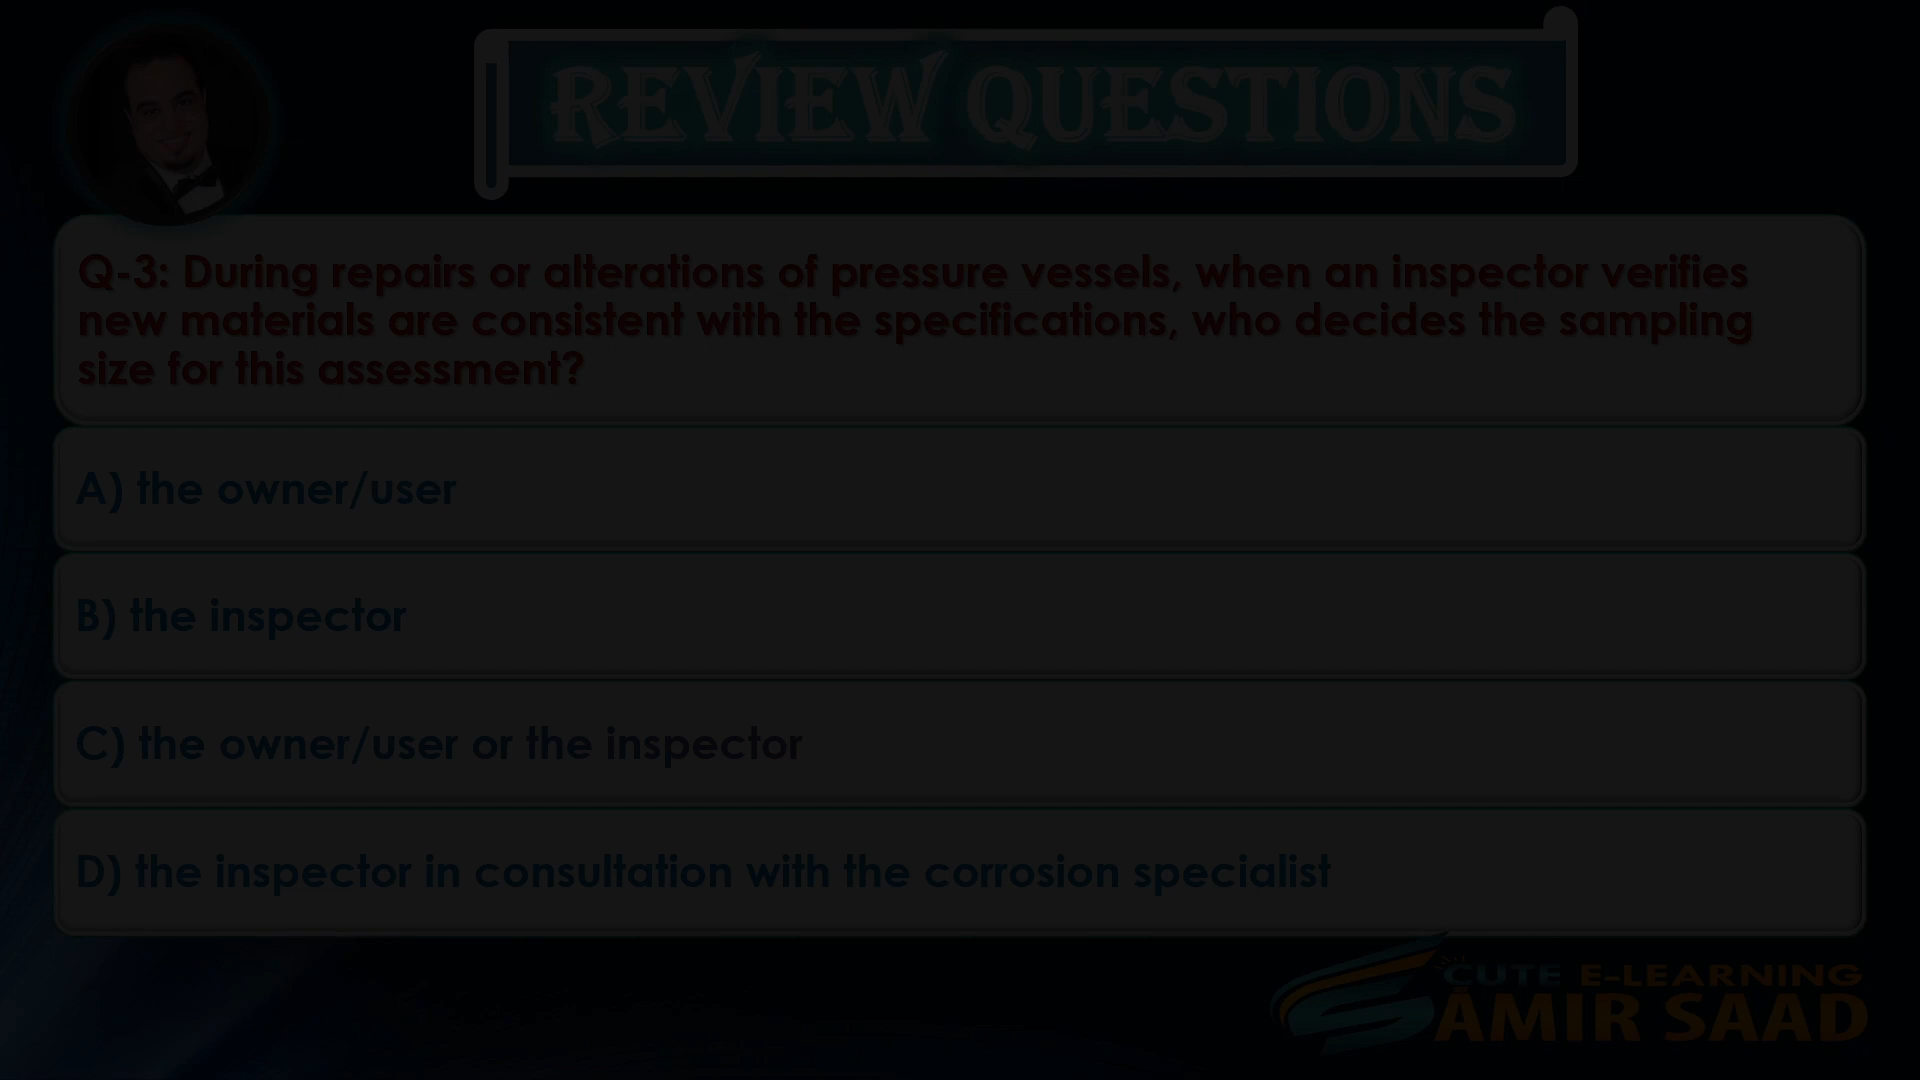 REVIEW QUESTIONS
Q-3: During repairs or alterations of pressure vessels, when an inspector verifies
new materials are consistent with the specifications, who decides the sampling
size for this assessment?
A) the owner/user
B) the inspector
C) the owner/user or the inspector
D) the inspector in consultation with the corrosion specialist
CUTE E-LEARNING
AMIR SAAD